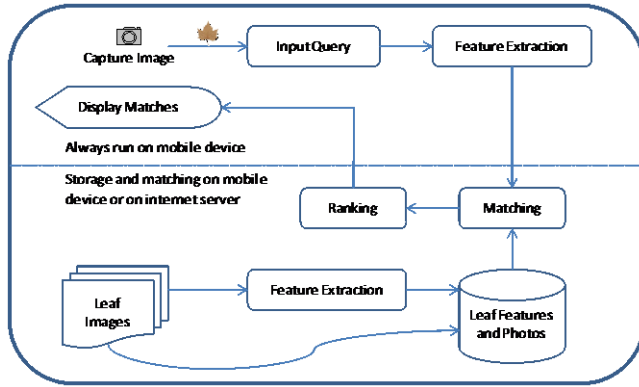 Capture Image
Input Query
Feature Extraction
Display Matches
Always run on mobile device
Storage and matching on mobile
device or on internet server
Ranking
Matching
Leaf
Images
Feature Extraction
Leaf Features
and Photos